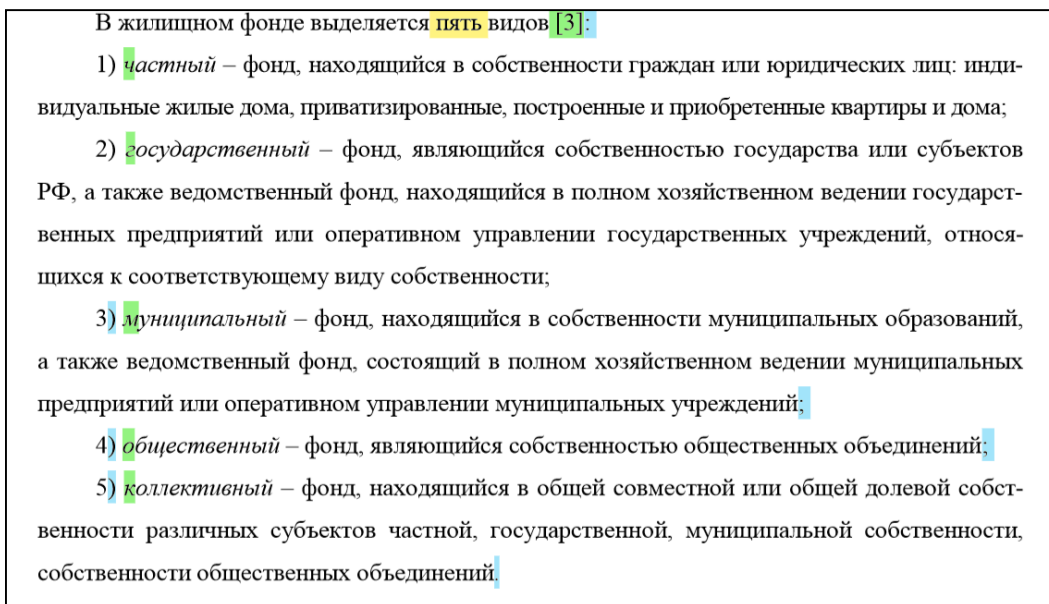 В жилищном фонде выделяется пять видов [3]:
1) частный – фонд, находящийся в собственности граждан или юридических лиц: инди-
видуальные жилые дома, приватизированные, построенные и приобретенные квартиры и дома;
2) государственный – фонд, являющийся собственностью государства или субъектов
РФ, а также ведомственный фонд, находящийся в полном хозяйственном ведении государст-
венных предприятий или оперативном управлении государственных учреждений, относя-
щихся к соответствующему виду собственности;
3) муниципальный – фонд, находящийся в собственности муниципальных образований,
а также ведомственный фонд, состоящий в полном хозяйственном ведении муниципальных
предприятий или оперативном управлении муниципальных учреждений;
4) общественный – фонд, являющийся собственностью общественных объединений;
5) коллективный – фонд, находящийся в общей совместной или общей долевой собст-
венности различных субъектов частной, государственной, муниципальной собственности,
собственности общественных объединений.